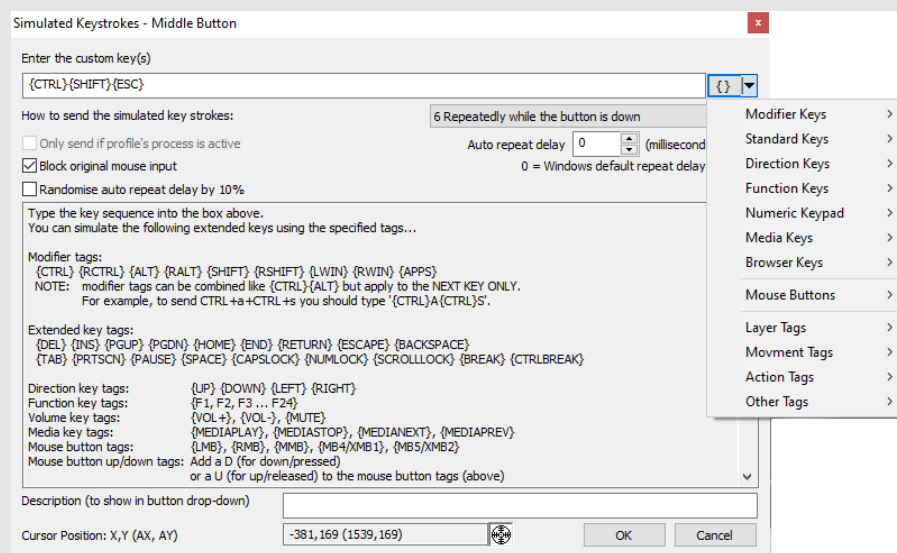 Simulated Keystrokes - Middle Button
x
Enter the custom key(s)
{CTRL}{SHIFT}{ESC}
{}
How to send the simulated key strokes:
6 Repeatedly while the button is down
Only send if profile's process is active
Auto repeat delay
0
(millisecond
Block original mouse input
0 = Windows default repeat delay
Randomise auto repeat delay by 10%
Type the key sequence into the box above.
You can simulate the following extended keys using the specified tags...
Modifier tags:
{CTRL} {RCTRL} {ALT} {RALT} {SHIFT} {RSHIFT} {LWIN} {RWIN} {APPS}
NOTE: modifier tags can be combined like {CTRL}{ALT} but apply to the NEXT KEY ONLY.
For example, to send CTRL+a+CTRL+s you should type '{CTRL}A{CTRL}S'.
Extended key tags:
{DEL} {INS} {PGUP} {PGDN} {HOME} {END} {RETURN} {ESCAPE} {BACKSPACE}
{TAB} {PRTSCN} {PAUSE} {SPACE} {CAPSLOCK} {NUMLOCK} {SCROLLLOCK} {BREAK} {CTRLBREAK}
Direction key tags: {UP} {DOWN} {LEFT} {RIGHT}
Function key tags: {F1, F2, F3 ... F24}
Volume key tags: {VOL+}, {VOL-}, {MUTE}
Media key tags: {MEDIAPLAY}, {MEDIASTOP}, {MEDIANEXT}, {MEDIAPREV}
Mouse button tags: {LMB}, {RMB}, {MMB}, {MB4/XMB1}, {MB5/XMB2}
Mouse button up/down tags: Add a D (for down/pressed)
or a U (for up/released) to the mouse button tags (above)
Description (to show in button drop-down)
Cursor Position: X,Y (AX, AY)
-381,169 (1539,169)
OK
Cancel
Modifier Keys
Standard Keys
Direction Keys
Function Keys
Numeric Keypad
Media Keys
Browser Keys
Mouse Buttons
Layer Tags
Movment Tags
Action Tags
Other Tags